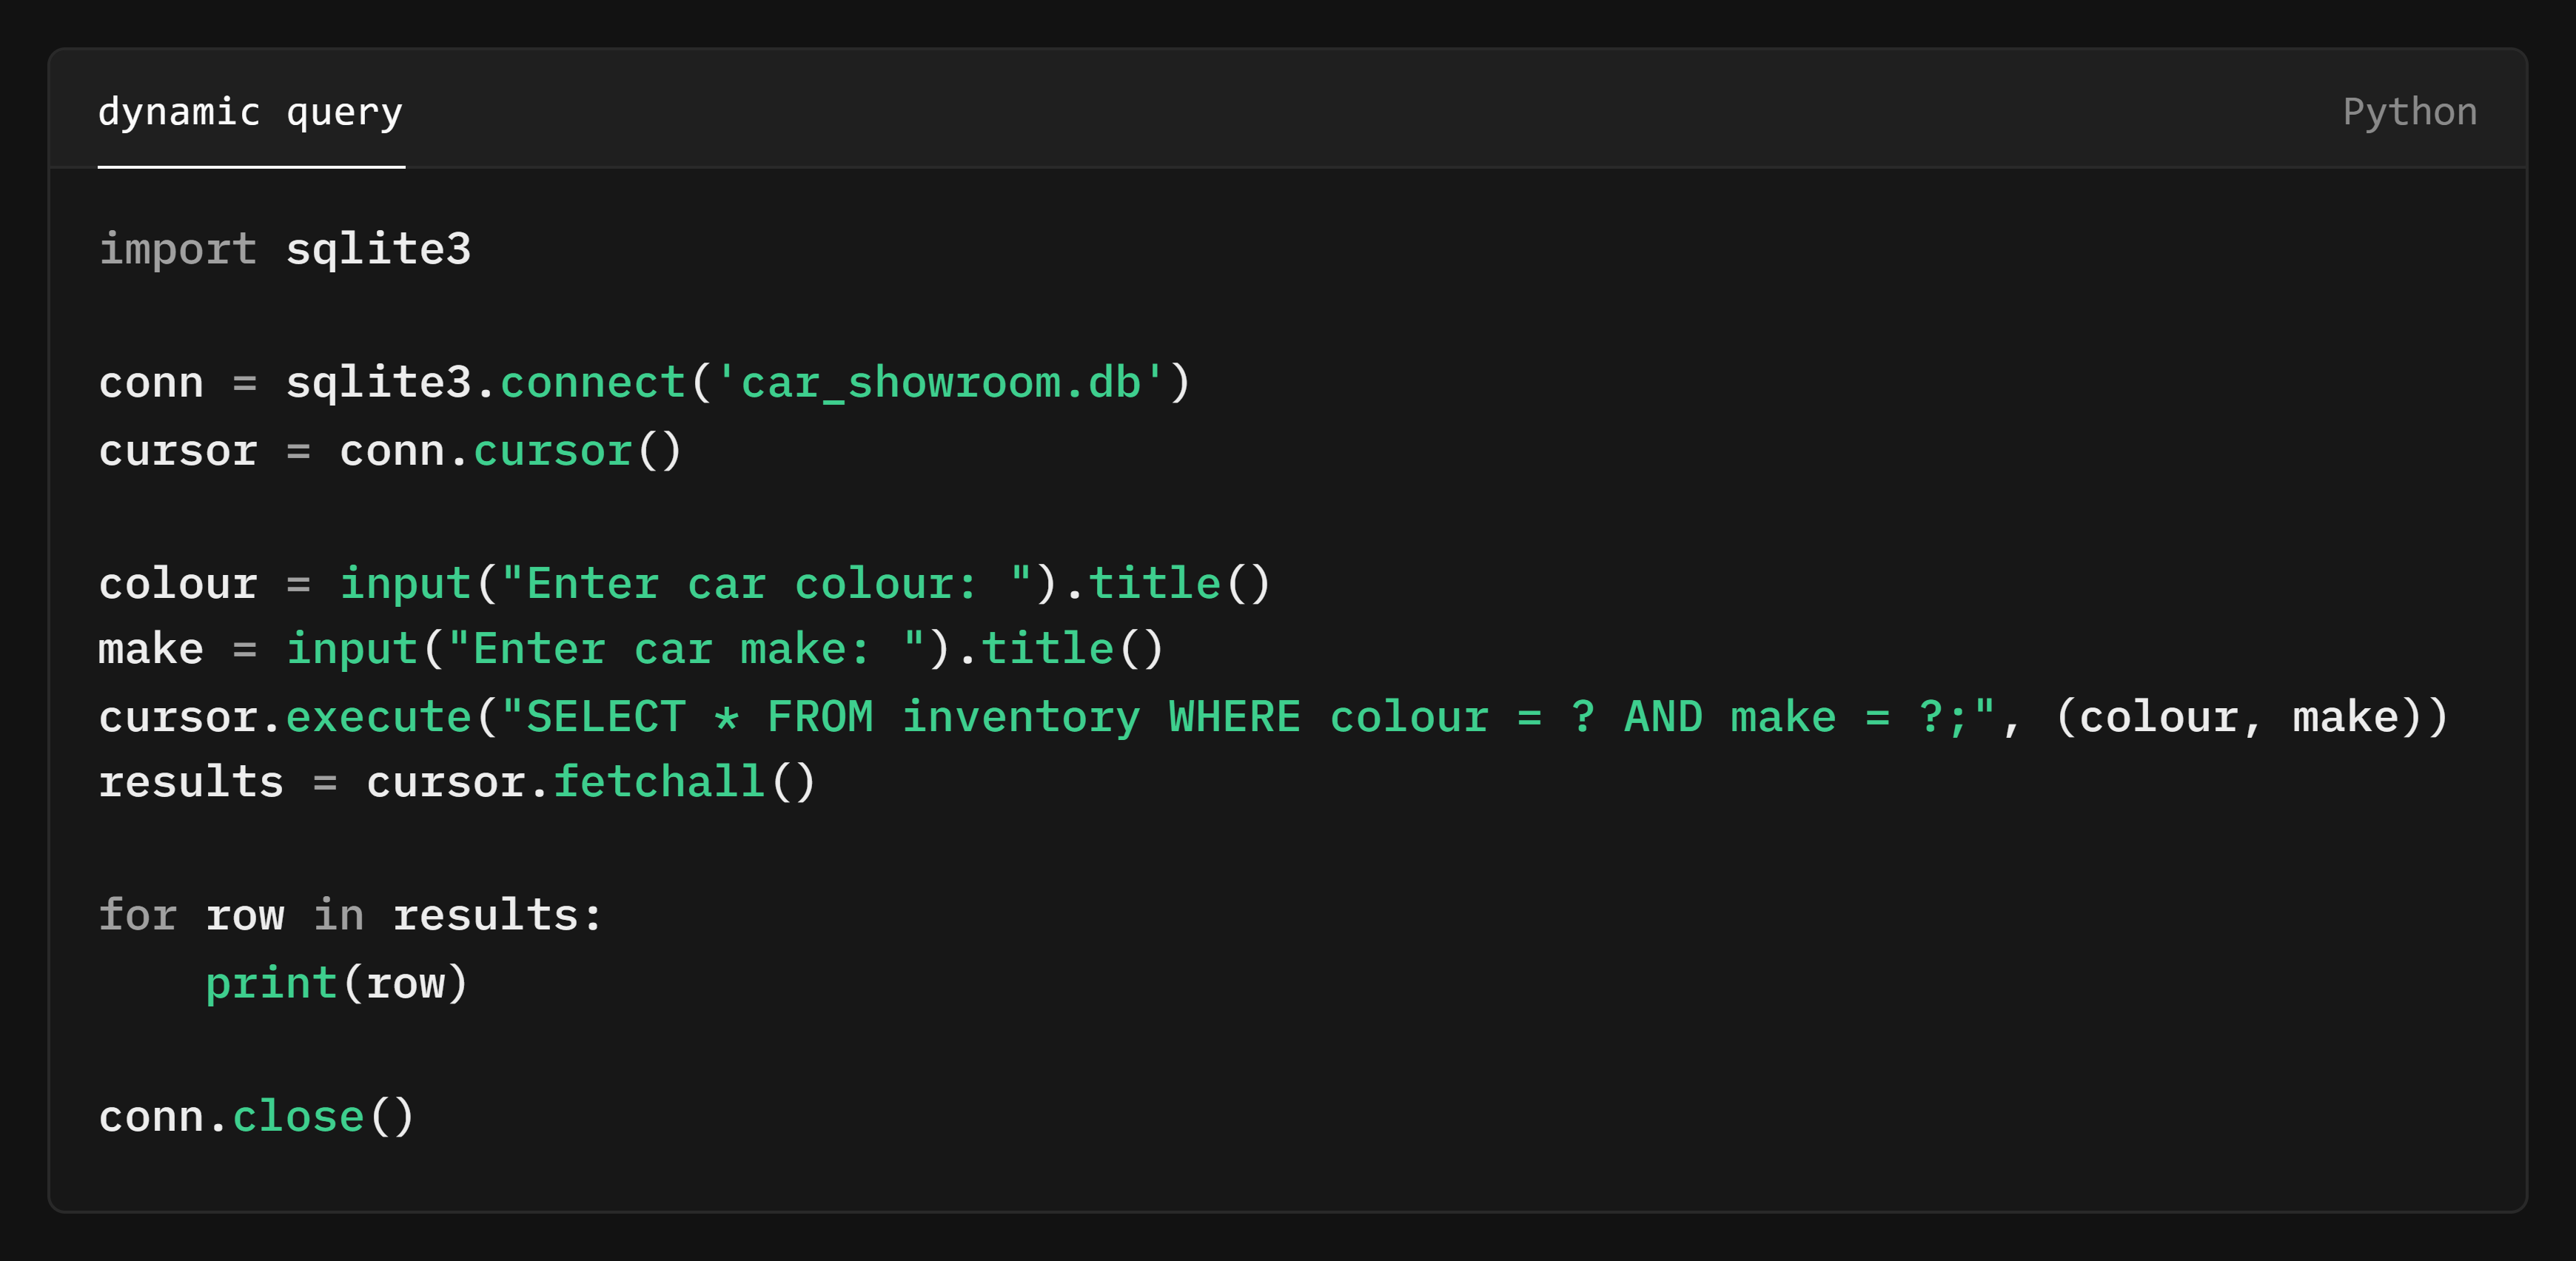 dynamic query
Python
import sqlite3
conn = sqlite3.connect('car_showroom.db')
cursor = conn.cursor()
colour = input("Enter car colour: ").title()
make = input("Enter car make: ").title()
cursor.execute("SELECT * FROM inventory WHERE colour = ? AND make = ?;", (colour, make))
results = cursor.fetchall()
for row in results:
    print(row)
conn.close()